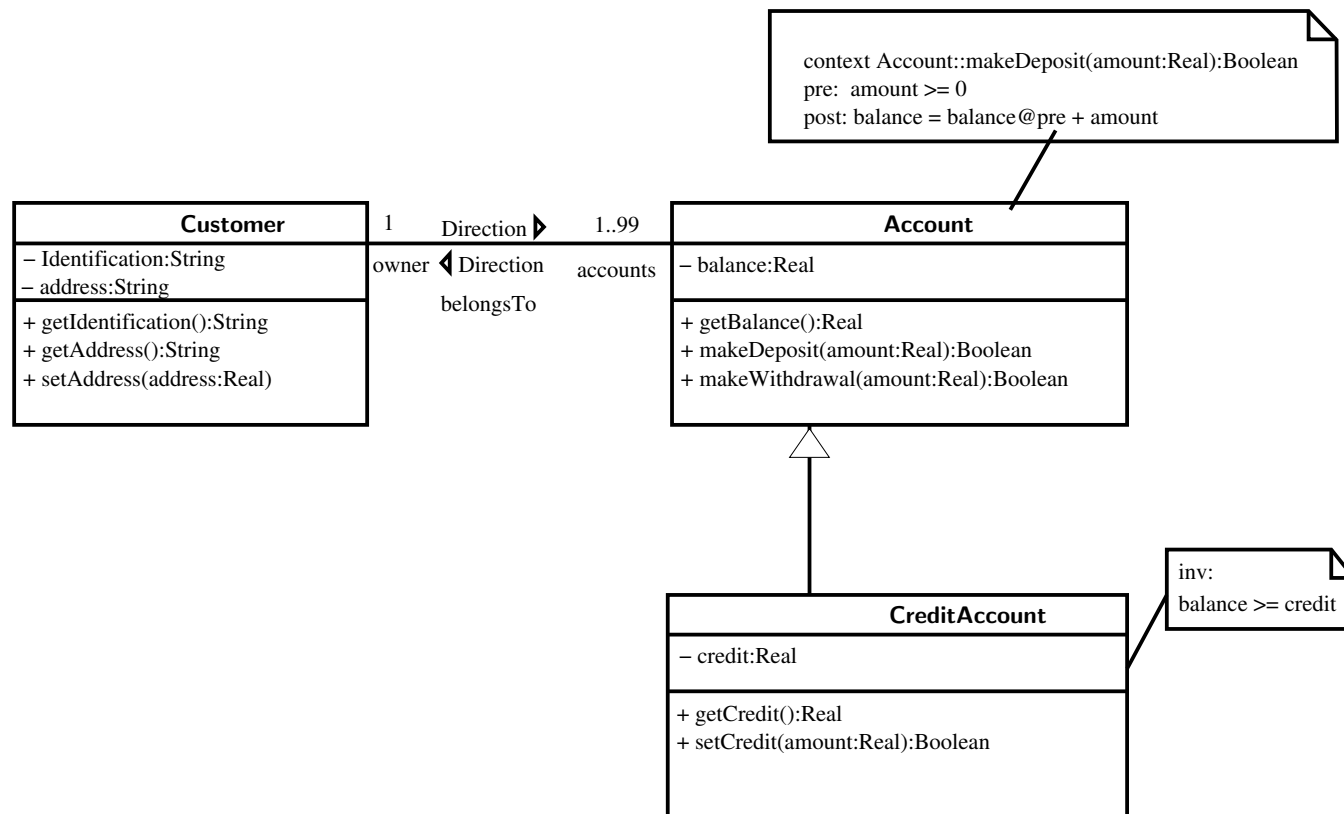 context Account::makeDeposit(amount:Real):Boolean
pre:  amount >= 0
post: balance = balance@pre + amount
Customer
− Identification:String
− address:String
+ getIdentification():String
+ getAddress():String
+ setAddress(address:Real)
1
Direction
1..99
owner
Direction
accounts
belongsTo
Account
− balance:Real
+ getBalance():Real
+ makeDeposit(amount:Real):Boolean
+ makeWithdrawal(amount:Real):Boolean
inv:
balance >= credit
CreditAccount
− credit:Real
+ getCredit():Real
+ setCredit(amount:Real):Boolean